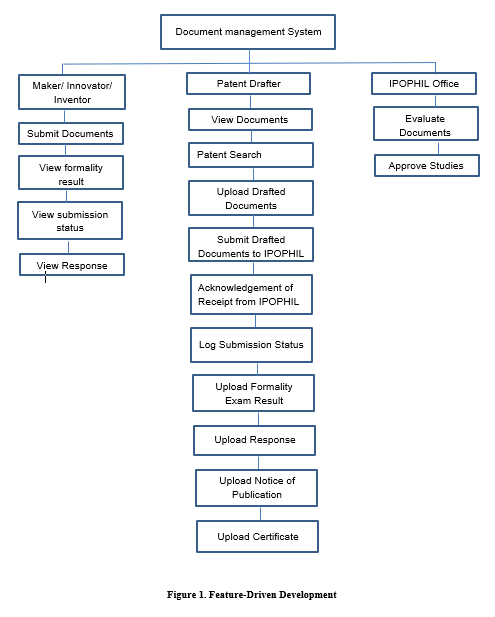 Document management System
Maker/ Innovator/
Inventor
Submit Documents
View formality
result
View submission
status
View Response
Patent Drafter
View Documents
Patent Search
Upload Drafted
Documents
Submit Drafted
Documents to IPOPHIL
Acknowledgement of
Receipt from IPOPHIL
Log Submission Status
Upload Formality
Exam Result
Upload Response
Upload Notice of
Publication
Upload Certificate
IPOPHIL Office
Evaluate
Documents
Approve Studies
Figure 1. Feature-Driven Development